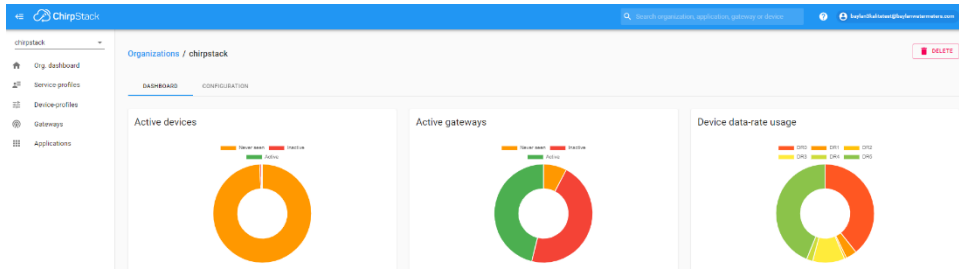 ChirpStack
Search organization, application, gateway or device
?
chirpstack
Org. dashboard
Service-profiles
Device-profiles
Gateways
Applications
Organizations / chirpstack
DELETE
DASHBOARD CONFIGURATION
Active devices
Never seen Inactive
Active
Active gateways
Never seen Inactive
Active
Device data-rate usage
DR0 DR1 DR2
DR3 DR4 DR5